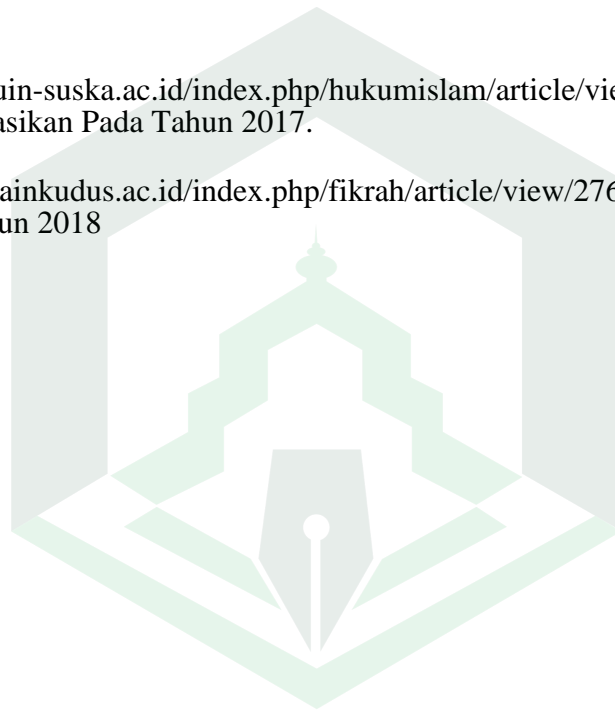 uin-suska.ac.id/index.php/hukumislam/article/vie
asikan Pada Tahun 2017.
ainkudus.ac.id/index.php/fikrah/article/view/276
un 2018